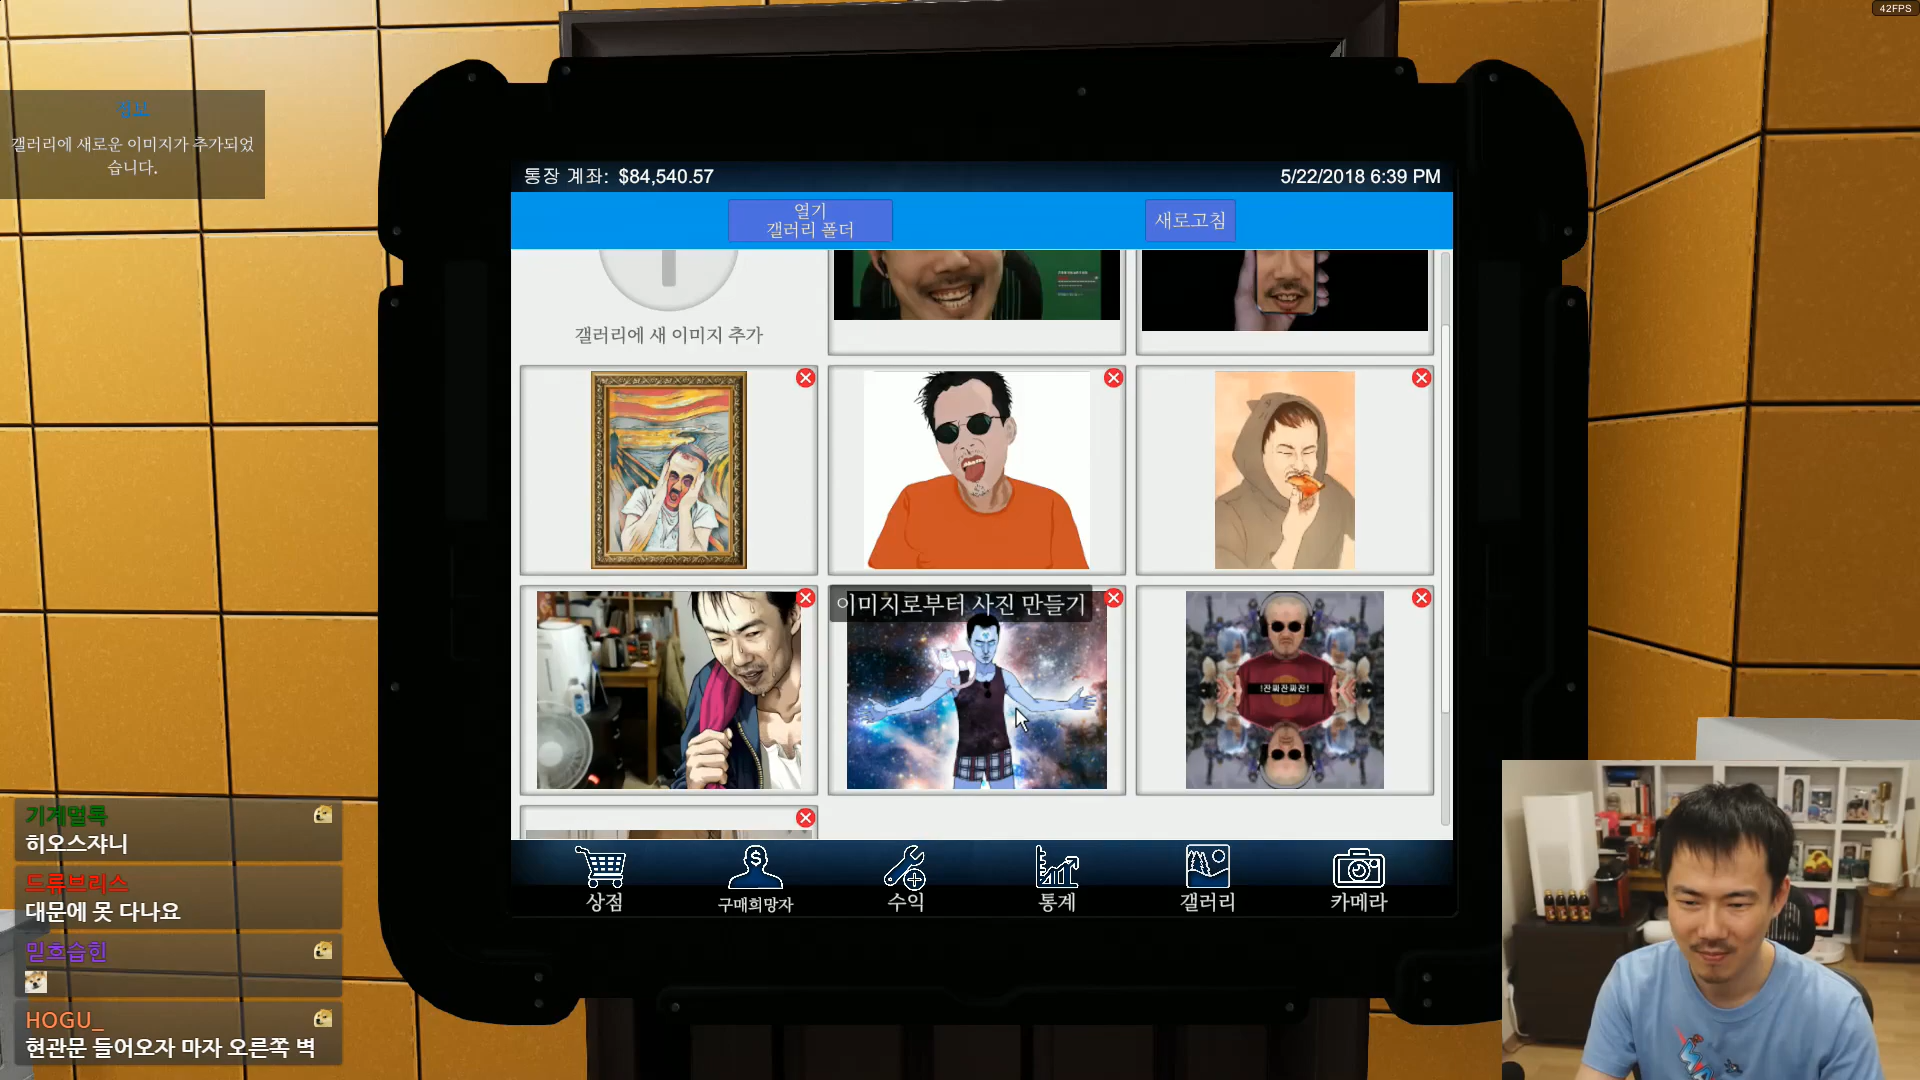 42FPS
정보
갤러리에 새로운 이미지가 추가되었
습니다.
통장 계좌: $84,540.57
5/22/2018 6:39 PM
열기
갤러리 폴더
새로고침
갤러리에 새 이미지 추가
이미지로부터 사진 만들기
!잔짜잔짜잔!
상점
구매희망자
수익
통계
갤러리
카메라
기계멀록
히오스쟈니
드류브리스
대문에 못 다나요
믿호습힌
HOGU_
현관문 들어오자 마자 오른쪽 벽